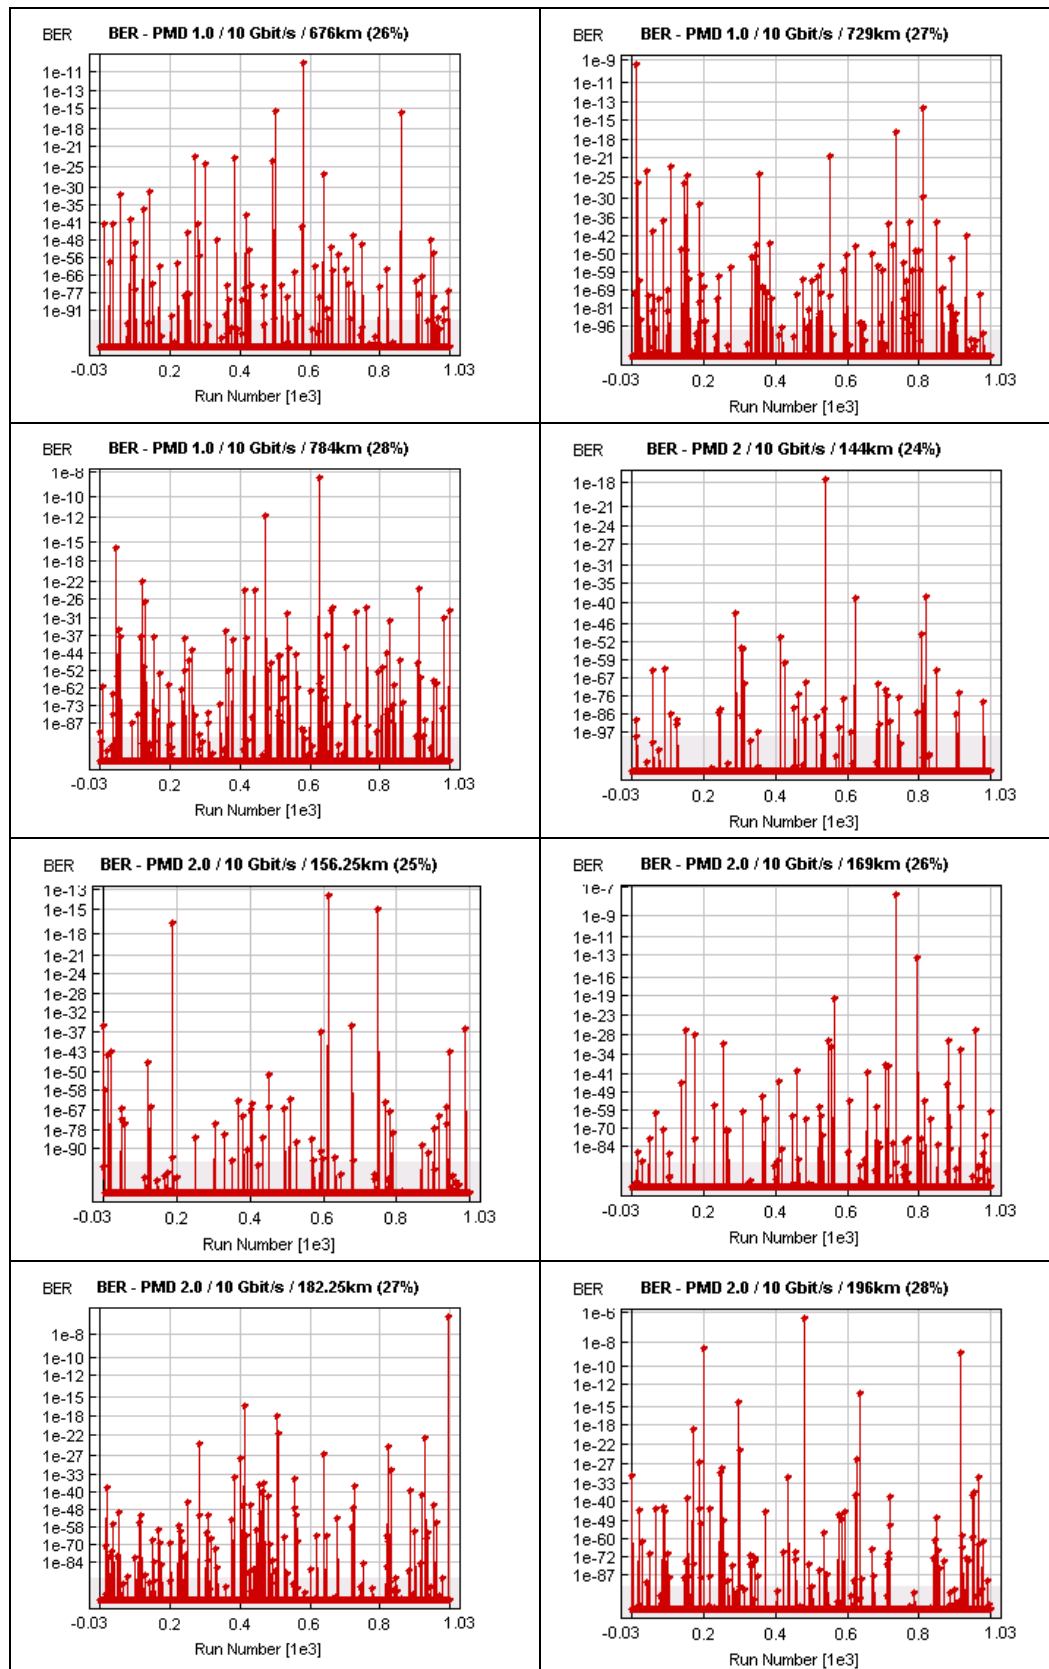 BER BER - PMD 1.0 / 10 Gbit/s / 676km (26%)
1e-11
1e-13
1e-15
1e-18
1e-21
1e-25
1e-30
1e-35
1e-41
1e-48
1e-56
1e-66
1e-77
1e-91
-0.03 0.2 0.4 0.6 0.8 1.03
Run Number [1e3]
BER BER - PMD 1.0 / 10 Gbit/s / 729km (27%)
1e-9
1e-11
1e-13
1e-15
1e-18
1e-21
1e-25
1e-30
1e-36
1e-42
1e-50
1e-59
1e-69
1e-81
1e-96
-0.03 0.2 0.4 0.6 0.8 1.03
Run Number [1e3]
BER BER - PMD 1.0 / 10 Gbit/s / 784km (28%)
1e-8
1e-10
1e-12
1e-15
1e-18
1e-22
1e-26
1e-31
1e-37
1e-44
1e-52
1e-62
1e-73
1e-87
-0.03 0.2 0.4 0.6 0.8 1.03
Run Number [1e3]
BER BER - PMD 2 / 10 Gbit/s / 144km (24%)
1e-18
1e-21
1e-24
1e-27
1e-31
1e-35
1e-40
1e-46
1e-52
1e-59
1e-67
1e-76
1e-86
1e-97
-0.03 0.2 0.4 0.6 0.8 1.03
Run Number [1e3]
BER BER - PMD 2.0 / 10 Gbit/s / 156.25km (25%)
1e-13
1e-15
1e-18
1e-21
1e-24
1e-28
1e-32
1e-37
1e-43
1e-50
1e-58
1e-67
1e-78
1e-90
-0.03 0.2 0.4 0.6 0.8 1.03
Run Number [1e3]
BER BER - PMD 2.0 / 10 Gbit/s / 169km (26%)
1e-7
1e-9
1e-11
1e-13
1e-16
1e-19
1e-23
1e-28
1e-34
1e-41
1e-49
1e-59
1e-70
1e-84
-0.03 0.2 0.4 0.6 0.8 1.03
Run Number [1e3]
BER BER - PMD 2.0 / 10 Gbit/s / 182.25km (27%)
1e-8
1e-10
1e-12
1e-15
1e-18
1e-22
1e-27
1e-33
1e-40
1e-48
1e-58
1e-70
1e-84
-0.03 0.2 0.4 0.6 0.8 1.03
Run Number [1e3]
BER BER - PMD 2.0 / 10 Gbit/s / 196km (28%)
1e-6
1e-8
1e-10
1e-12
1e-15
1e-18
1e-22
1e-27
1e-33
1e-40
1e-49
1e-60
1e-72
1e-87
-0.03 0.2 0.4 0.6 0.8 1.03
Run Number [1e3]